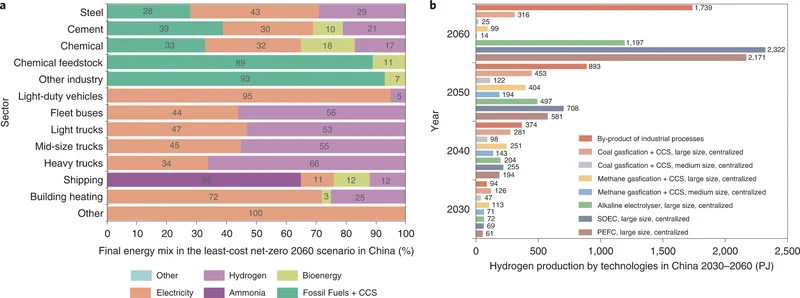 a
Sector
Steel 28 43 29
Cement 39 30 10 21
Chemical 33 32 18 17
Chemical feedstock 89 11
Other industry 93 7
Light-duty vehicles 95 5
Fleet buses 44 56
Light trucks 47 53
Mid-size trucks 45 55
Heavy trucks 34 66
Shipping 65 11 12 12
Building heating 72 3 25
Other 100
0 10 20 30 40 50 60 70 80 90 100
Final energy mix in the least-cost net-zero 2060 scenario in China (%)
Other Hydrogen Bioenergy
Electricity Ammonia Fossil Fuels + CCS
b
Year
2060
1,739
316
25
99
14
1,197
2,322
2,171
2050
893
453
122
404
194
497
708
581
2040
374
281
98
251
143
204
255
194
2030
94
126
47
113
71
72
69
61
By-product of industrial processes
Coal gasfication + CCS, large size, centralized
Coal gasfication + CCS, medium size, centralized
Methane gasfication + CCS, large size, centralized
Methane gasfication + CCS, medium size, centralized
Alkaline electrolyser, large size, centralized
SOEC, large size, centralized
PEFC, large size, centralized
0 500 1,000 1,500 2,000 2,500
Hydrogen production by technologies in China 2030–2060 (PJ)